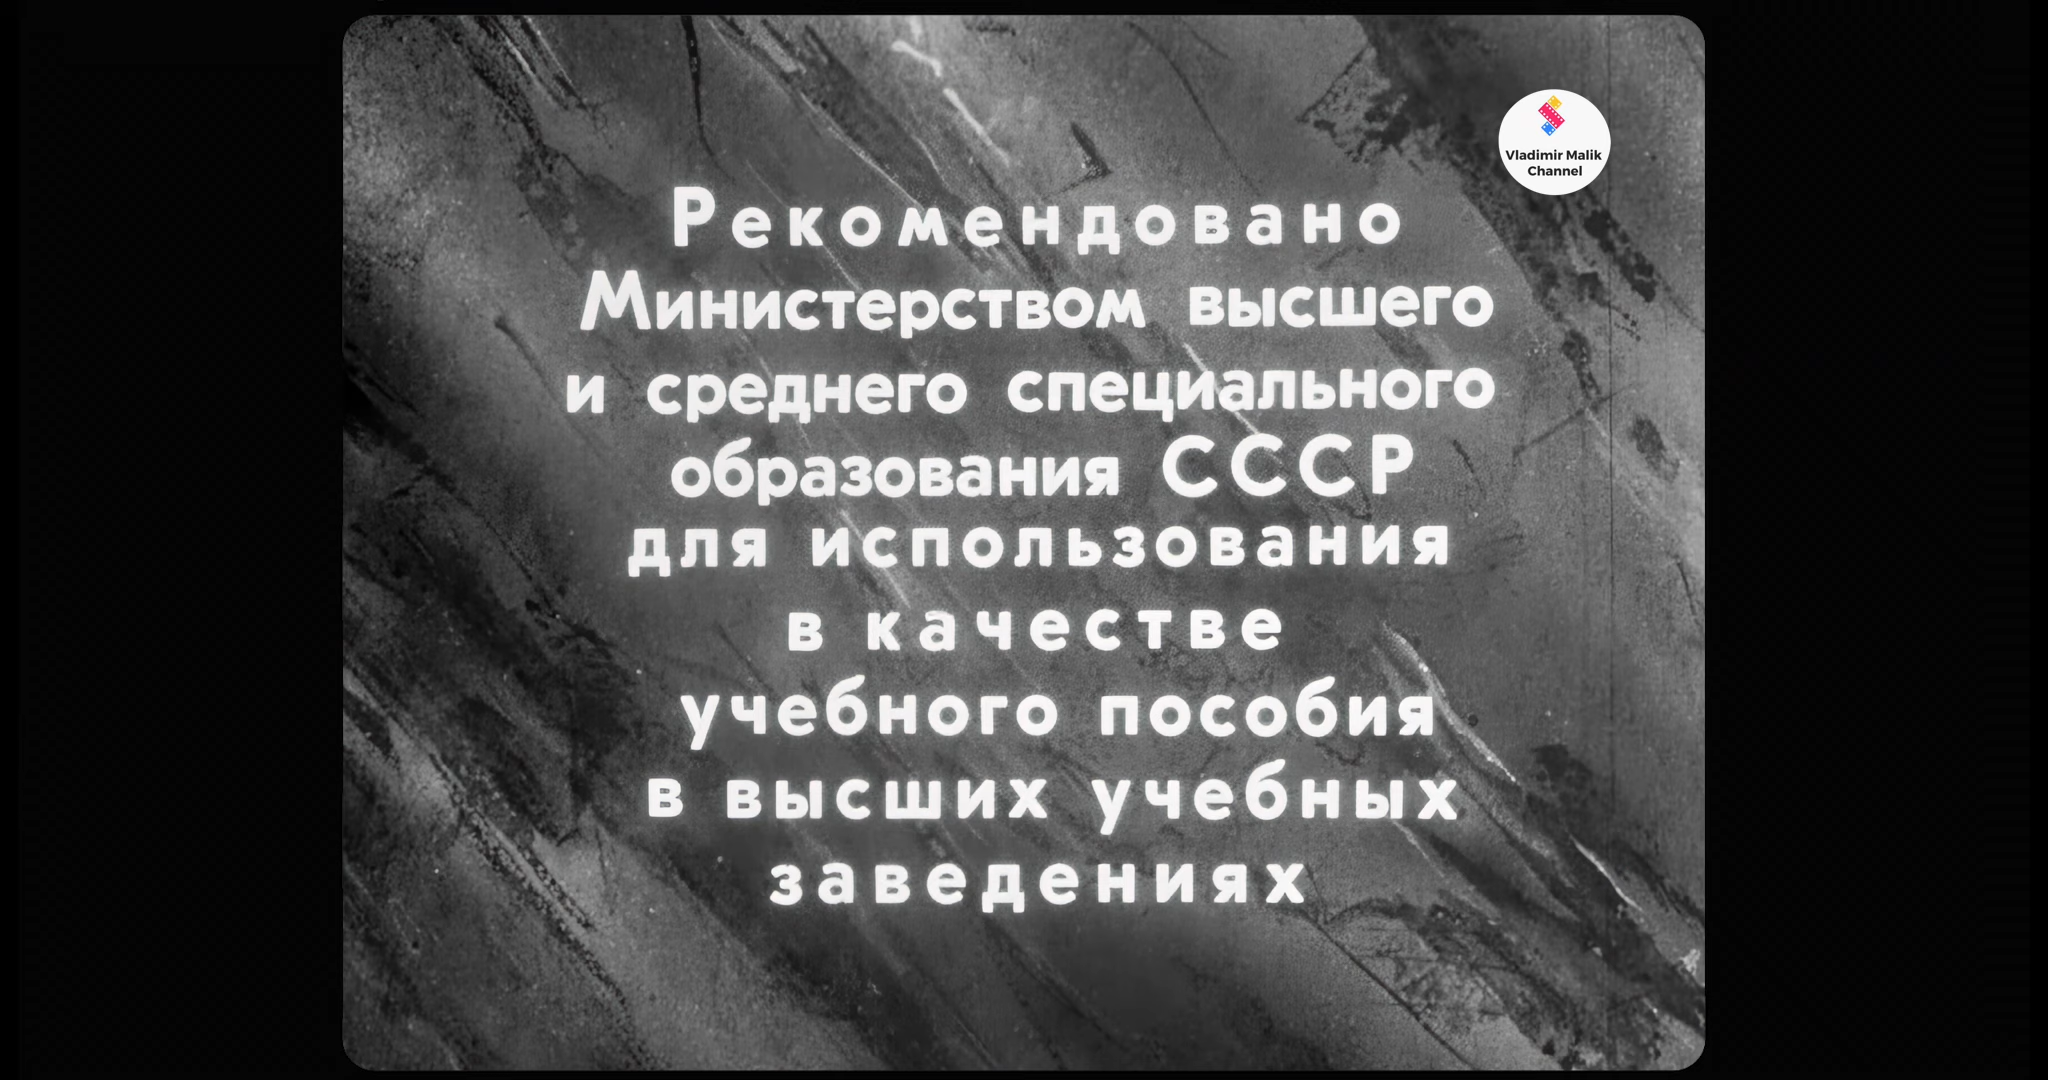 Vladimir Malik
Channel
Рекомендовано
Министерством высшего
и среднего специального
образования СССР
для использования
в качестве
учебного пособия
в высших учебных
заведениях